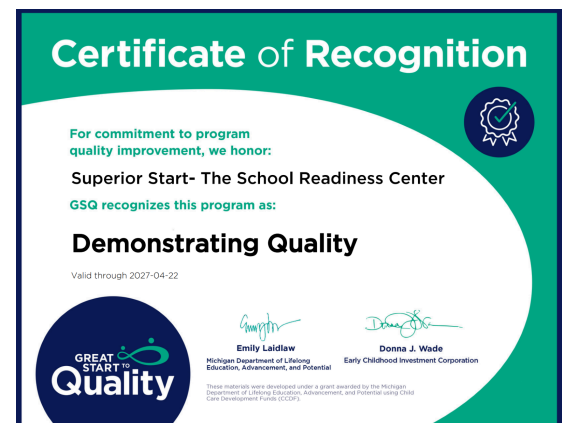 Certificate of Recognition
For commitment to program
quality improvement, we honor:
Superior Start- The School Readiness Center
GSQ recognizes this program as:
Demonstrating Quality
Valid through 2027-04-22
GREAT
START TO
Quality
Emily Laidlaw
Michigan Department of Lifelong
Education, Advancement, and Potential
Donna J. Wade
Early Childhood Investment Corporation
These materials were developed under a grant awarded by the Michigan
Department of Lifelong Education, Advancement, and Potential using Child
Care Development Funds (CCDF).